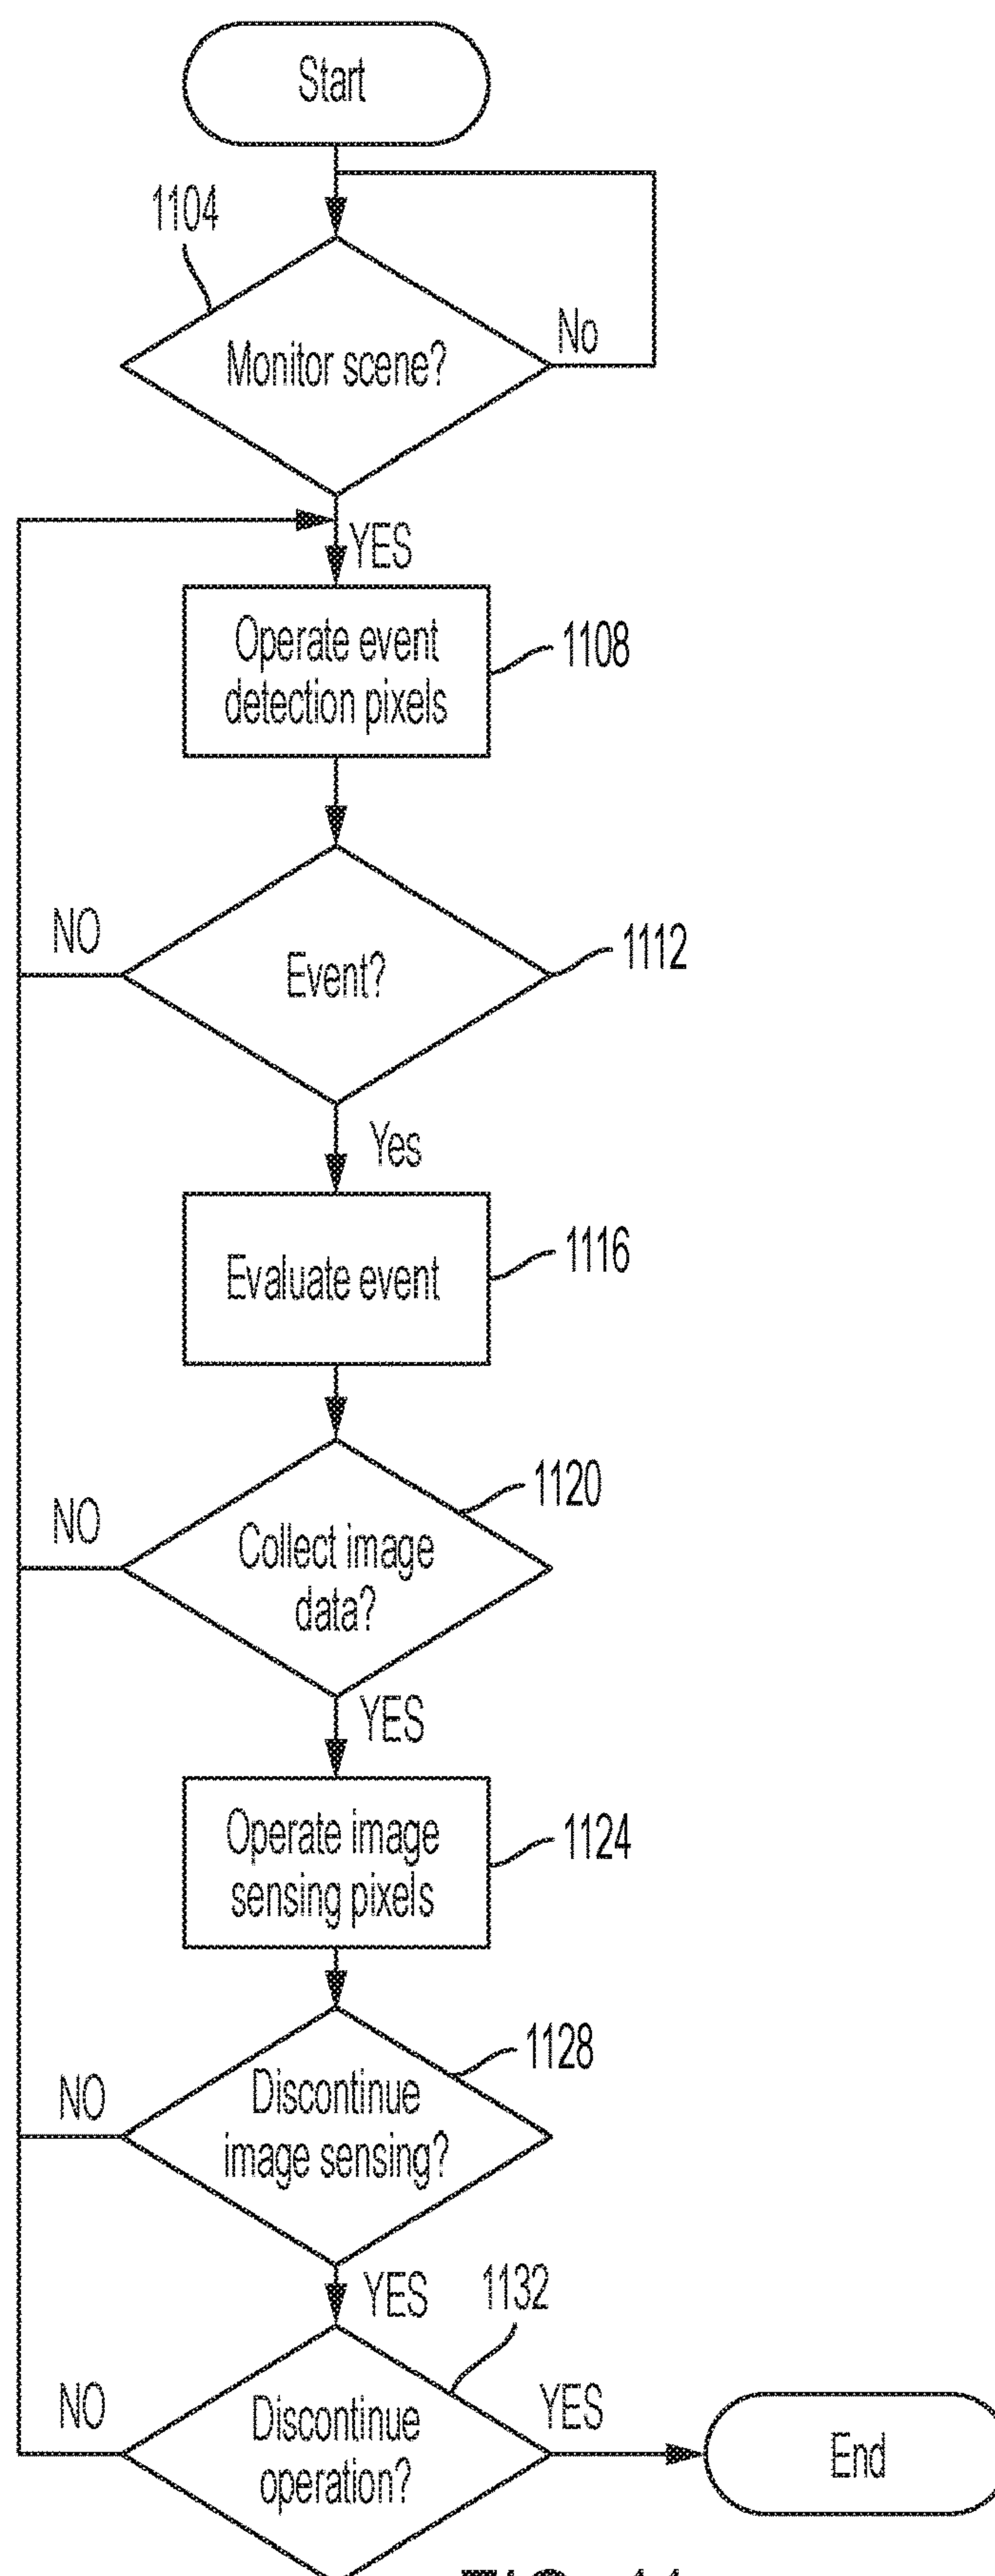 Start
1104
Monitor scene?
No
YES
Operate event
detection pixels
1108
NO
Event?
1112
Yes
Evaluate event
1116
1120
NO
Collect image
data?
YES
Operate image
sensing pixels
1124
1128
NO
Discontinue
image sensing?
YES
1132
NO
Discontinue
operation?
YES
End